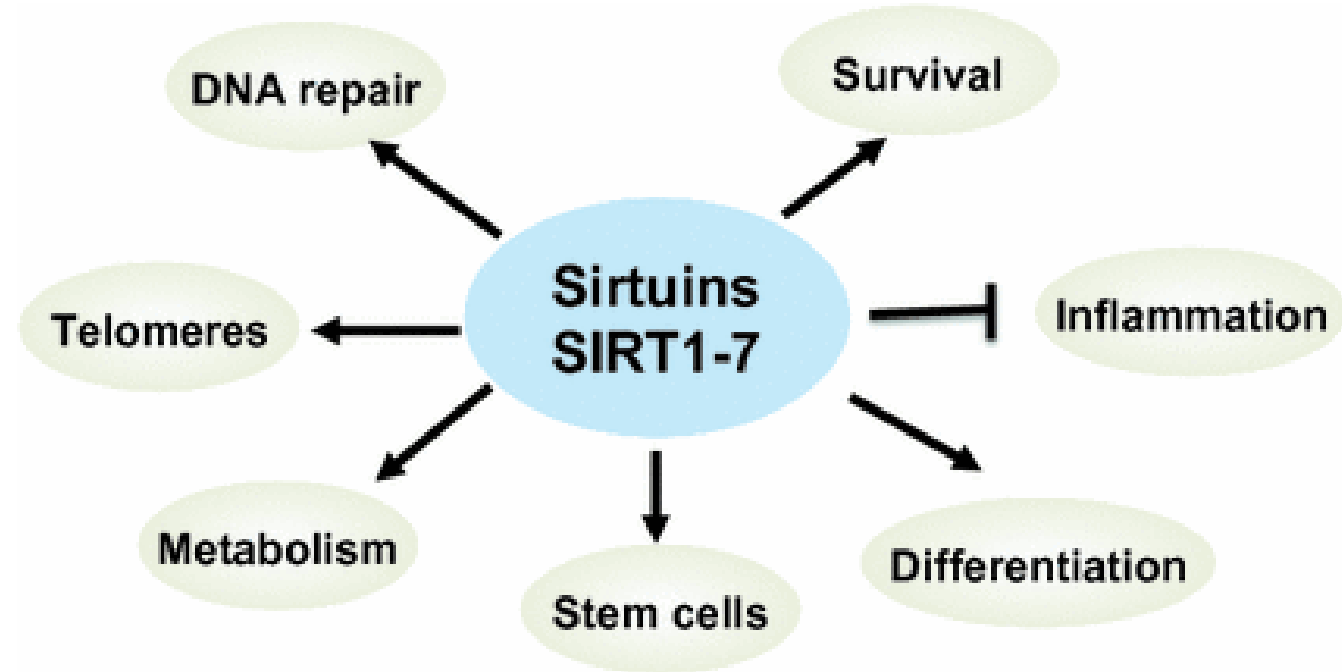 DNA repair
Survival
Sirtuins
SIRT1-7
Telomeres
Inflammation
Metabolism
Differentiation
Stem cells